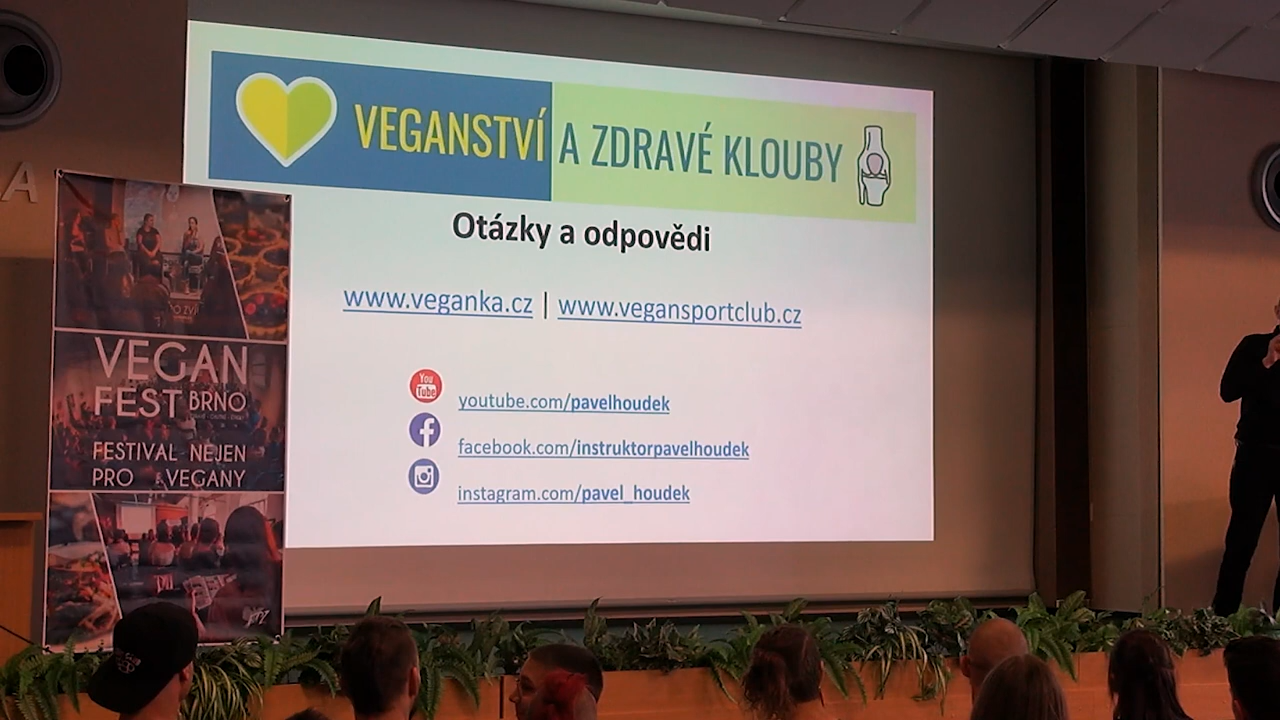 VEGANSTVÍ A ZDRAVÉ KLOUBY
Otázky a odpovědi
www.veganka.cz | www.vegansportclub.cz
You
Tube
youtube.com/pavelhoudek
facebook.com/instruktorpavelhoudek
instagram.com/pavel_houdek
A
VEGAN
FEST BRNO
FESTIVAL NEJEN
PRO VEGANY